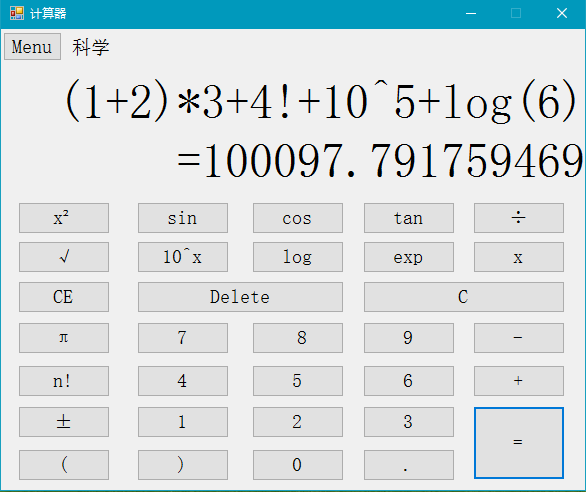 计算器
Menu 科学
(1+2)*3+4!+10^5+log(6)
=100097.791759469
x² sin cos tan ÷
√ 10^x log exp x
CE Delete C
π 7 8 9 -
n! 4 5 6 +
± 1 2 3 =
( ) 0 .